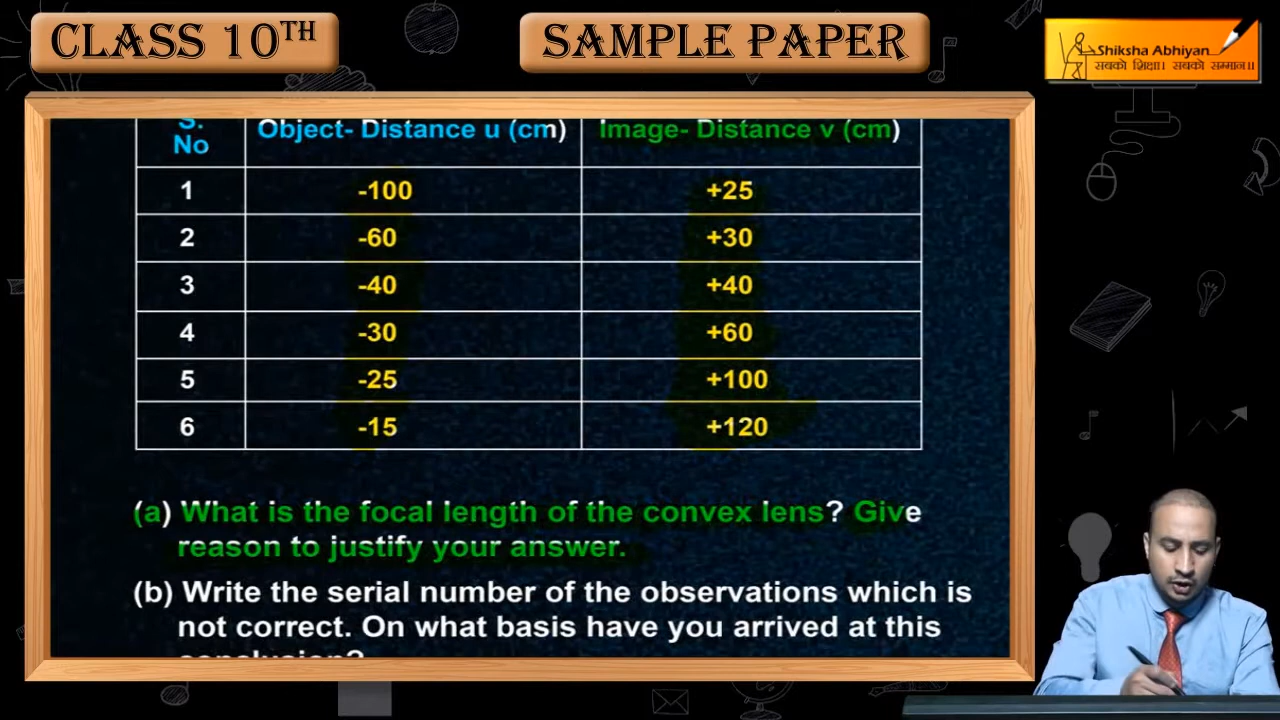 CLASS 10TH
SAMPLE PAPER
Shiksha Abhiyan
सबको शिक्षा। सबको सम्मान॥
S. No Object- Distance u (cm) Image- Distance v (cm)
1 -100 +25
2 -60 +30
3 -40 +40
4 -30 +60
5 -25 +100
6 -15 +120
(a) What is the focal length of the convex lens? Give
reason to justify your answer.
(b) Write the serial number of the observations which is
not correct. On what basis have you arrived at this
conclusion?